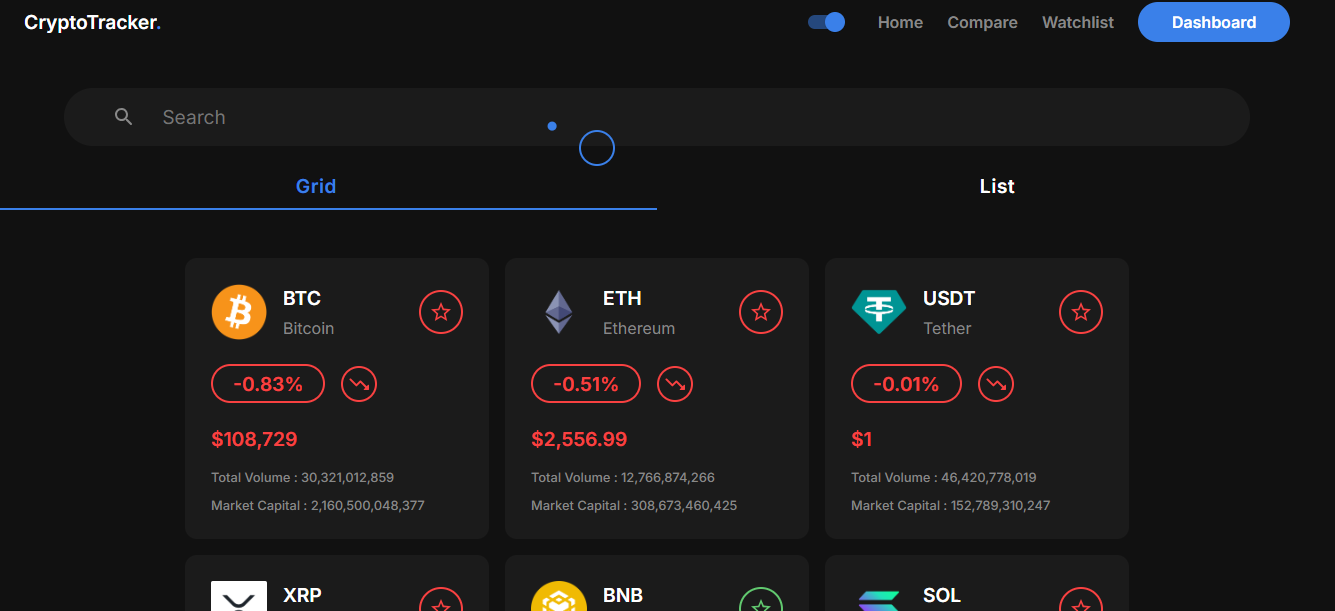 CryptoTracker.
Home Compare Watchlist Dashboard
Search
Grid List
BTC
Bitcoin
ETH
Ethereum
USDT
Tether
-0.83%
-0.51%
-0.01%
$108,729
$2,556.99
$1
Total Volume : 30,321,012,859
Total Volume : 12,766,874,266
Total Volume : 46,420,778,019
Market Capital : 2,160,500,048,377
Market Capital : 308,673,460,425
Market Capital : 152,789,310,247
XRP
BNB
SOL